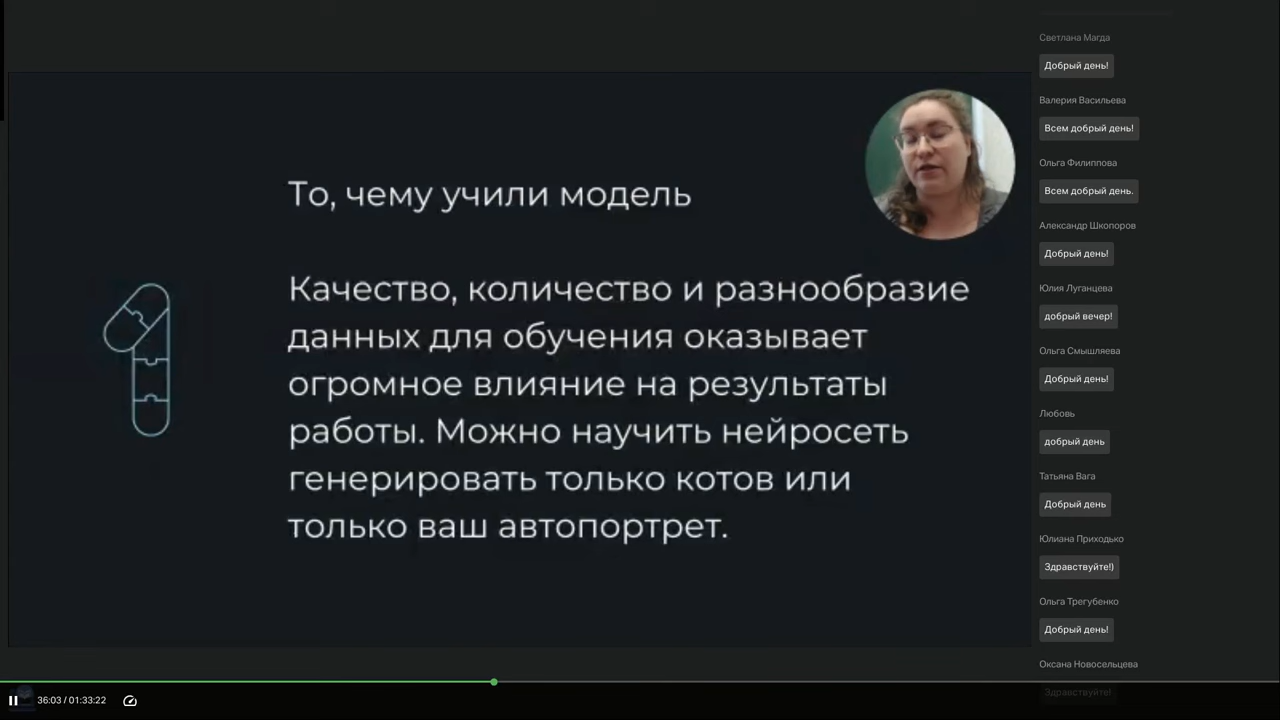 То, чему учили модель
Качество, количество и разнообразие
данных для обучения оказывает
огромное влияние на результаты
работы. Можно научить нейросеть
генерировать только котов или
только ваш автопортрет.
1
Светлана Магда
Добрый день!
Валерия Васильева
Всем добрый день!
Ольга Филиппова
Всем добрый день.
Александр Шкопоров
Добрый день!
Юлия Луганцева
добрый вечер!
Ольга Смышляева
Добрый день!
Любовь
добрый день
Татьяна Вага
Добрый день
Юлиана Приходько
Здравствуйте!)
Ольга Трегубенко
Добрый день!
Оксана Новосельцева
Здравствуйте!
36:03 / 01:33:22